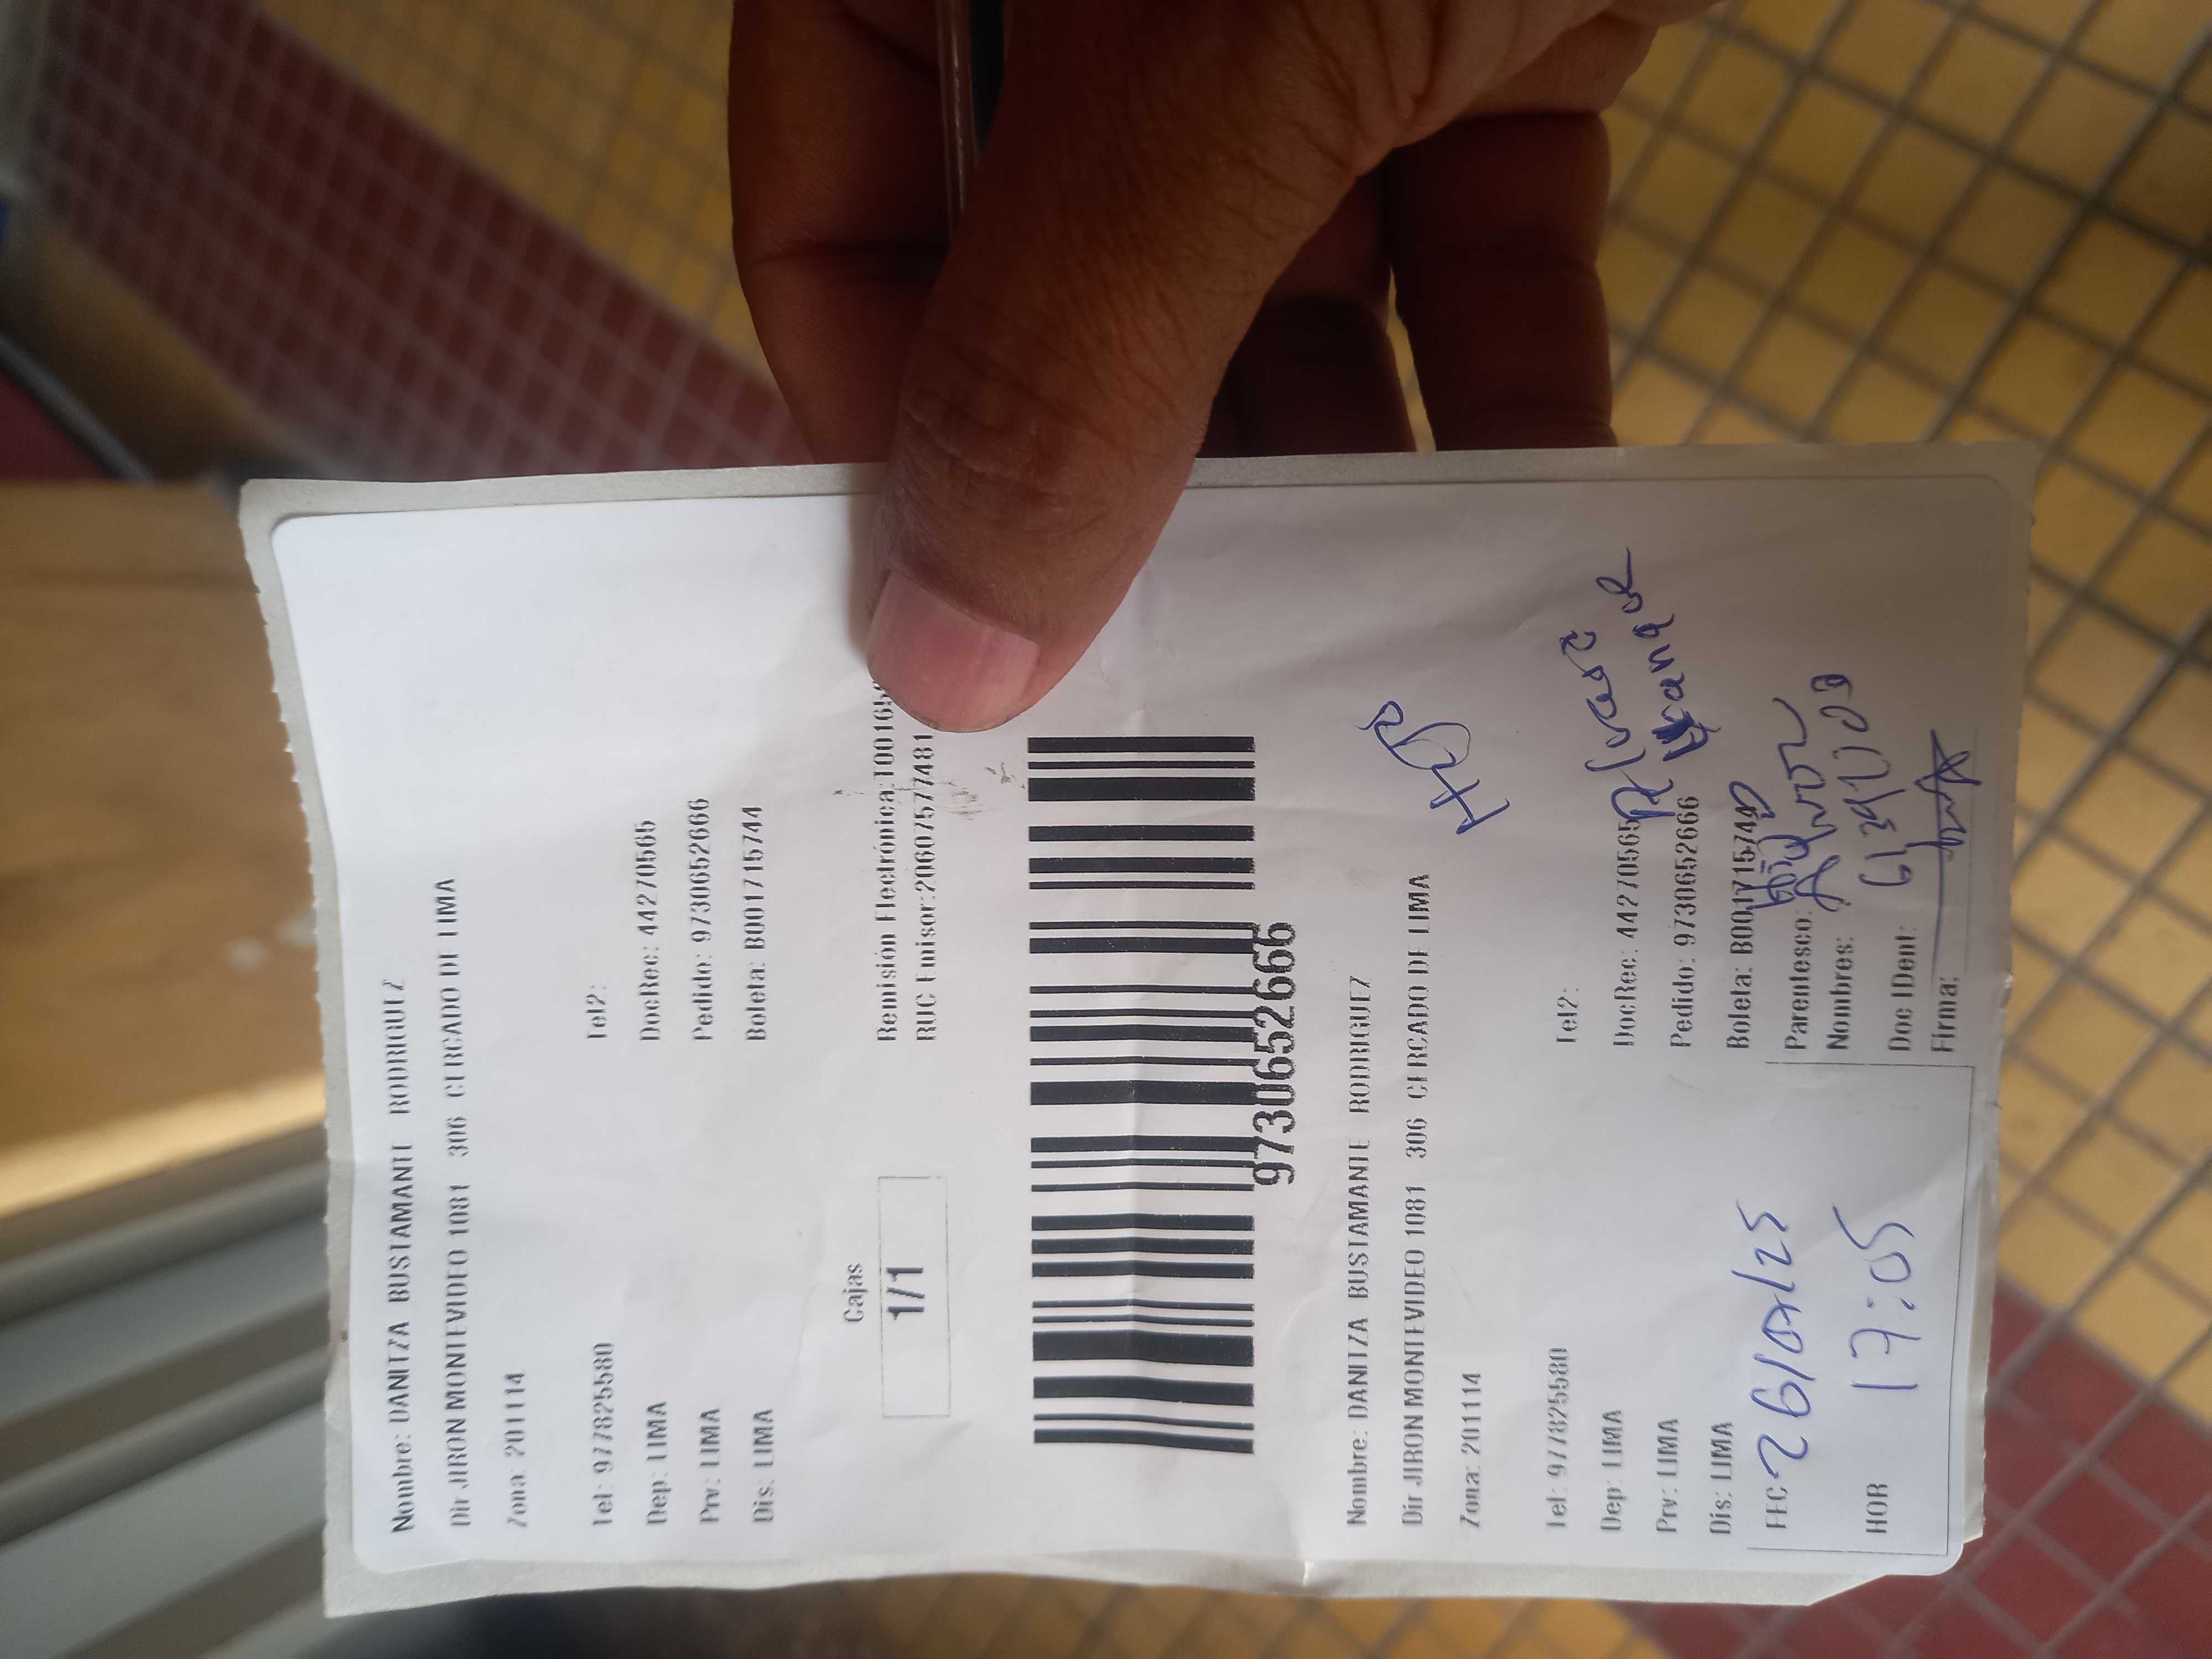 Nombre: DANITZA BUSTAMANTE RODRIGUEZ
Dir JIRON MONTEVIDEO 1081 306 CERCADO DE LIMA
Zona: 201114
Tel: 977825580 Tel2:
Dep: LIMA DocRec: 44270565
Prv: LIMA Pedido: 9730652666
Dis: LIMA Boleta: B001715744
Cajas
1/1
Remisión Electrónica:T00165
RUC Emisor:20607577481
9730652666
Nombre: DANITZA BUSTAMANTE RODRIGUEZ
Dir JIRON MONTEVIDEO 1081 306 CERCADO DE LIMA
Zona: 201114
Hijo
Tel: 977825580 Tel2:
Dep: LIMA DocRec: 44270565
Prv: LIMA Pedido: 9730652666
Dis: LIMA Boleta: B00171574
FEC 26/07/25 Parentesco:
Nombres:
HOR 17:05 Doc IDent:
Firma: